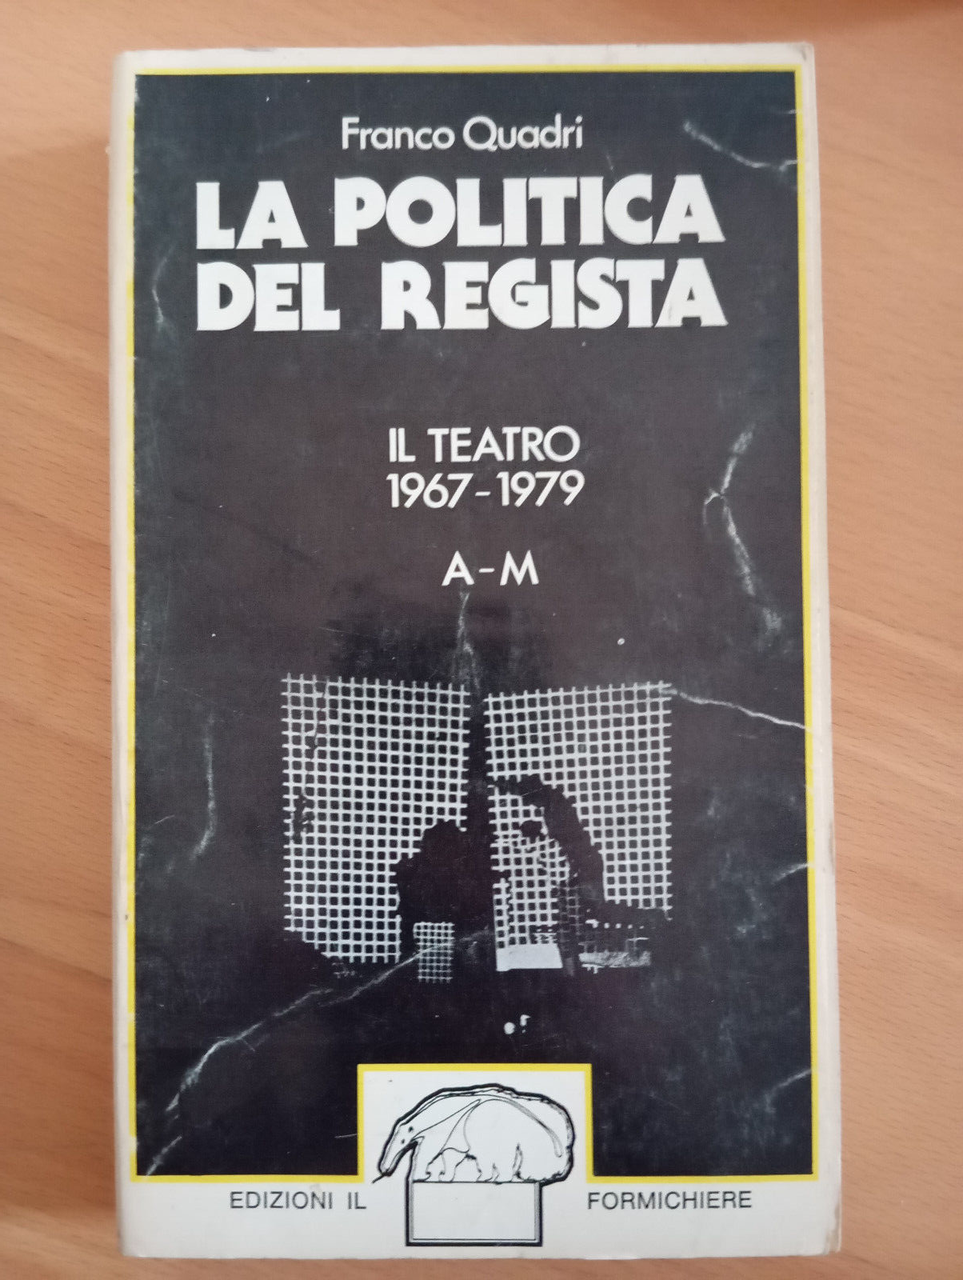 Franco Quadri
LA POLITICA
DEL REGISTA
IL TEATRO
1967-1979
A-M
EDIZIONI IL FORMICHIERE